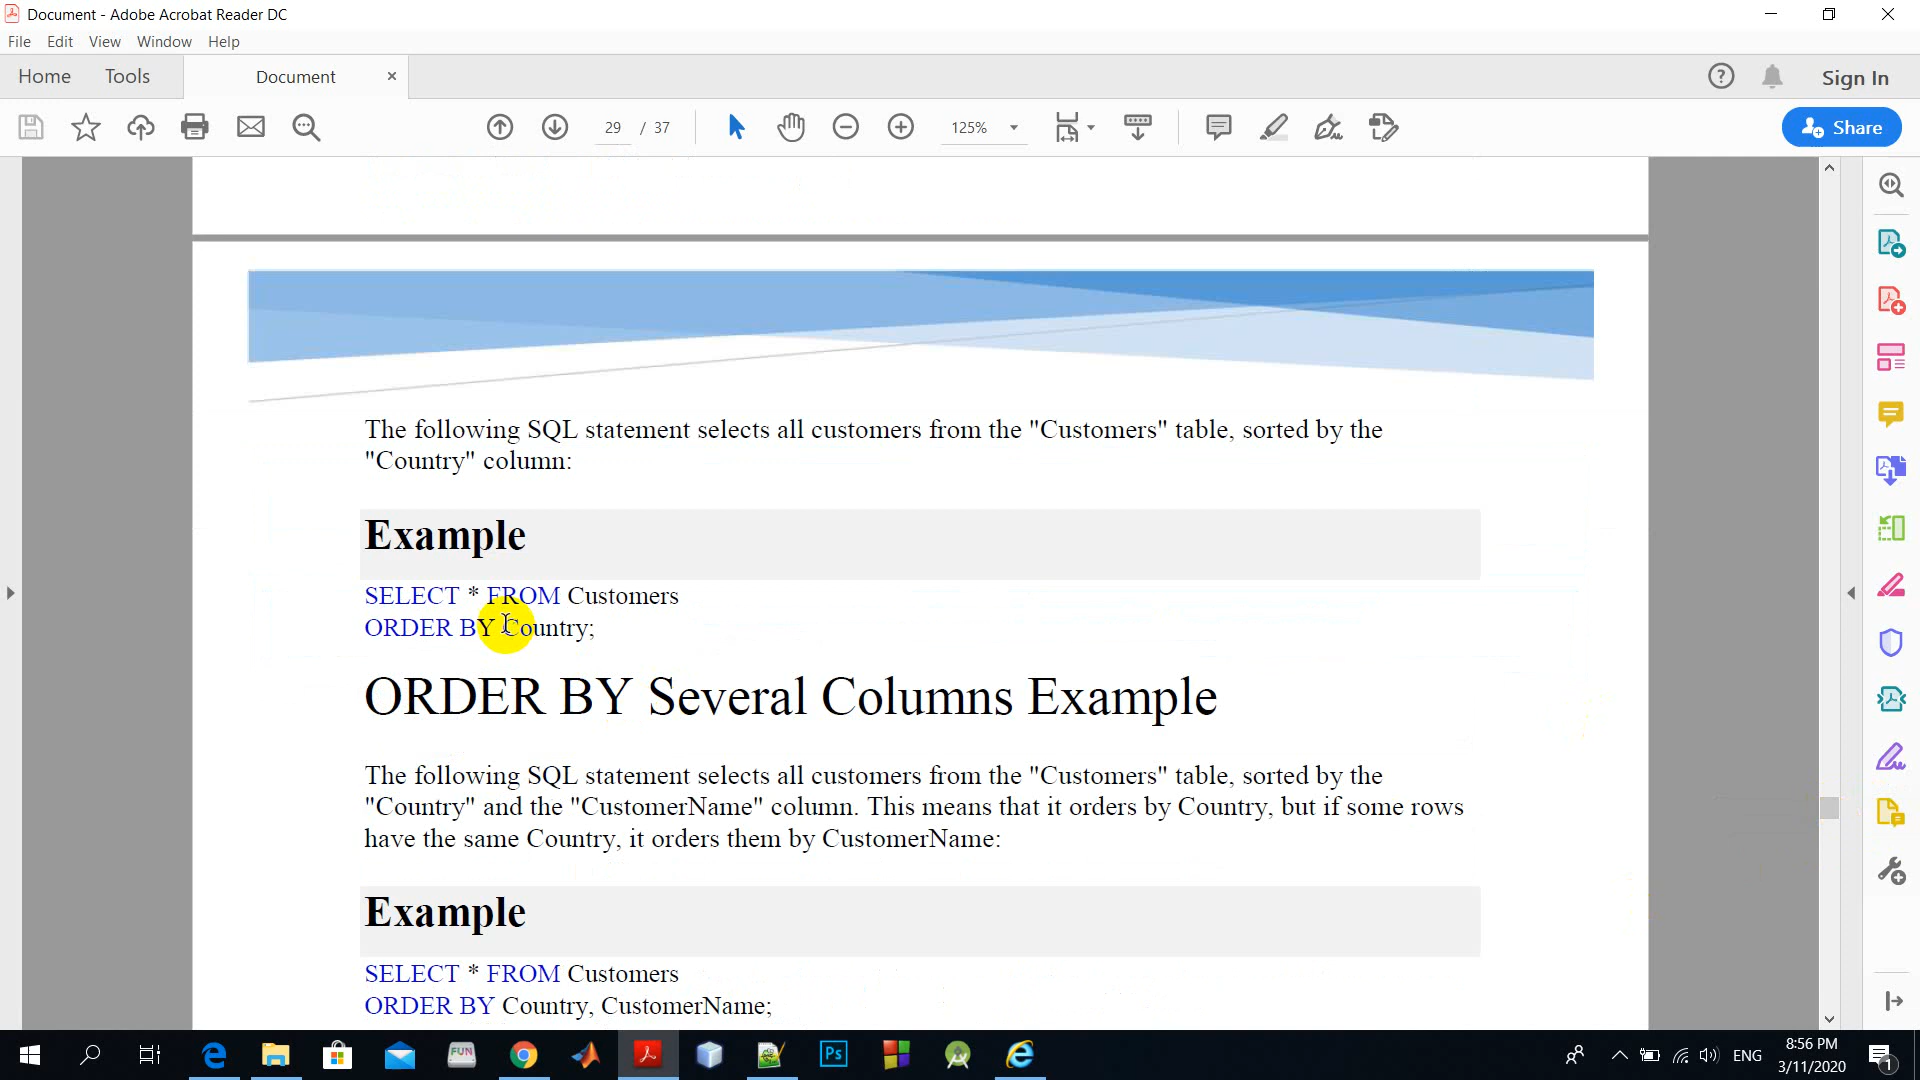 Document - Adobe Acrobat Reader DC
File Edit View Window Help
Home Tools Document Sign In
29 / 37 125% Share
The following SQL statement selects all customers from the "Customers" table, sorted by the
"Country" column:
Example
SELECT * FROM Customers
ORDER BY Country;
ORDER BY Several Columns Example
The following SQL statement selects all customers from the "Customers" table, sorted by the
"Country" and the "CustomerName" column. This means that it orders by Country, but if some rows
have the same Country, it orders them by CustomerName:
Example
SELECT * FROM Customers
ORDER BY Country, CustomerName;
FUN
Ps
ENG
8:56 PM
3/11/2020
1